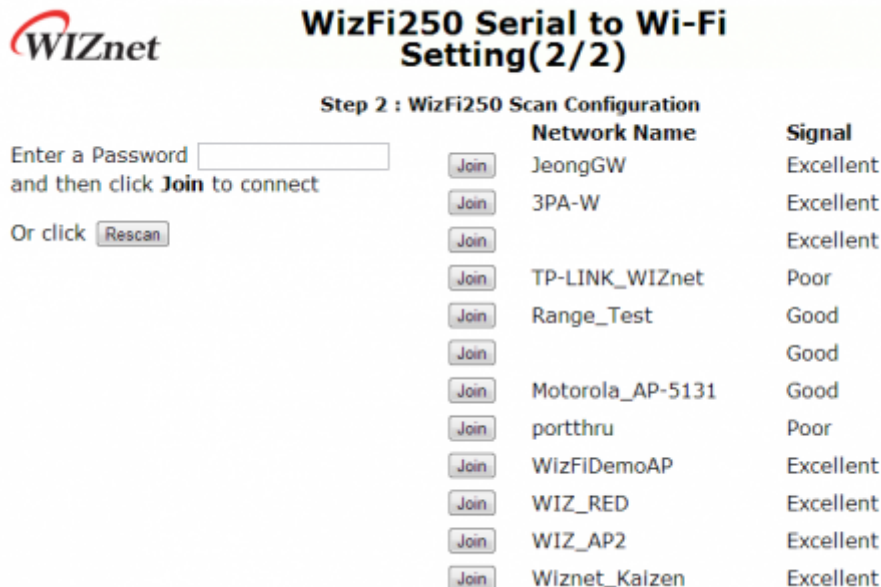 WIZnet
WizFi250 Serial to Wi-Fi
Setting(2/2)
Step 2 : WizFi250 Scan Configuration
Enter a Password
and then click Join to connect
Or click Rescan
Network Name Signal
Join JeongGW Excellent
Join 3PA-W Excellent
Join Excellent
Join TP-LINK_WIZnet Poor
Join Range_Test Good
Join Good
Join Motorola_AP-5131 Good
Join portthru Poor
Join WizFiDemoAP Excellent
Join WIZ_RED Excellent
Join WIZ_AP2 Excellent
Join Wiznet_Kaizen Excellent